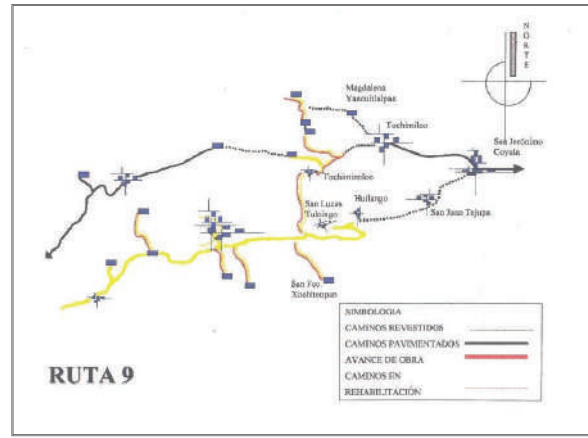 NORTE
Magdalena
Yancuitlalpan
Tochimilco
San Jerónimo
Coyula
Tochimizolco
San Lucas
Tulcingo
Huilango
San Juan Tejupa
San Fco.
Xochiteopan
SIMBOLOGIA
CAMINOS REVESTIDOS
CAMINOS PAVIMENTADOS
AVANCE DE OBRA
CAMINOS EN
REHABILITACIÓN
RUTA 9